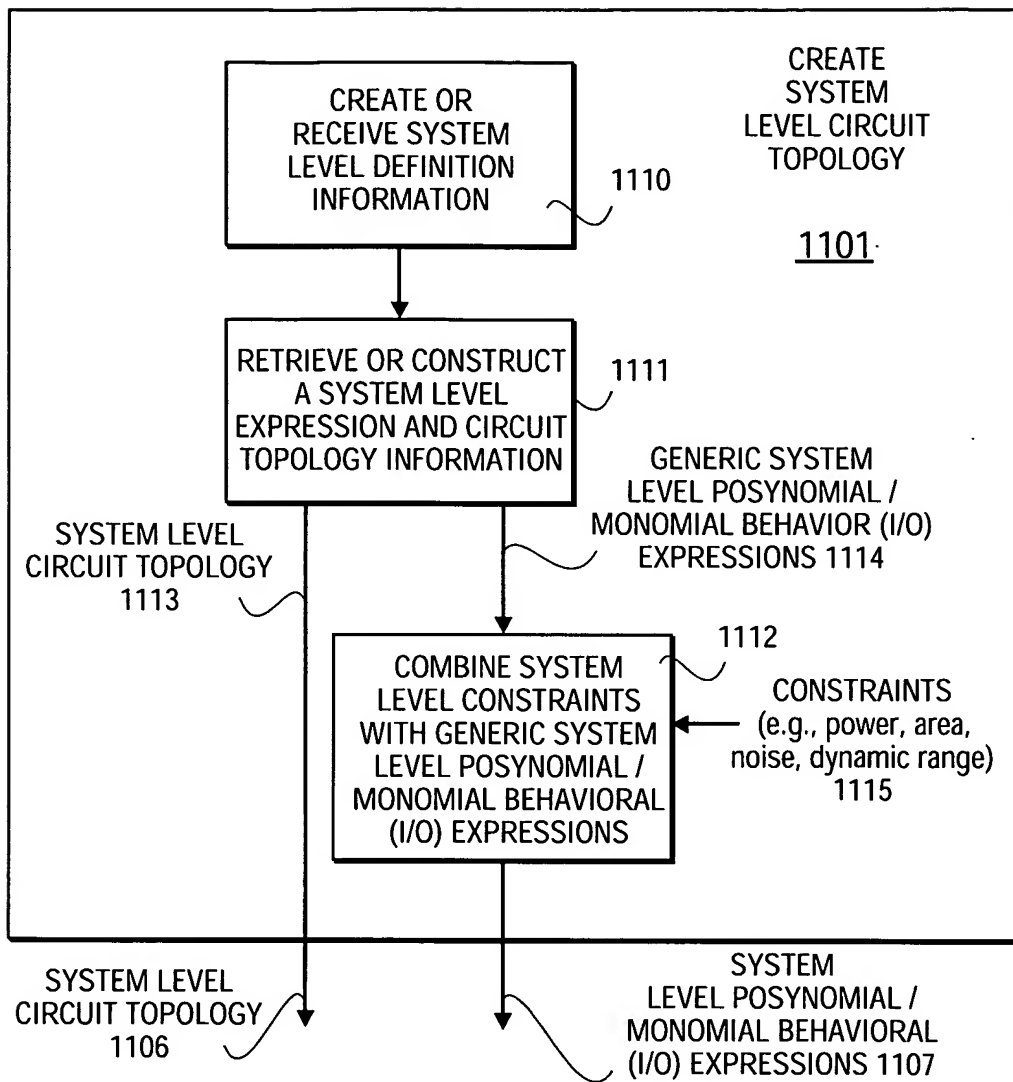 CREATE OR
RECEIVE SYSTEM
LEVEL DEFINITION
INFORMATION
1110
CREATE
SYSTEM
LEVEL CIRCUIT
TOPOLOGY
1101
RETRIEVE OR CONSTRUCT
A SYSTEM LEVEL
EXPRESSION AND CIRCUIT
TOPOLOGY INFORMATION
1111
SYSTEM LEVEL
CIRCUIT TOPOLOGY
1113
GENERIC SYSTEM
LEVEL POSYNOMIAL /
MONOMIAL BEHAVIOR (I/O)
EXPRESSIONS 1114
COMBINE SYSTEM
LEVEL CONSTRAINTS
WITH GENERIC SYSTEM
LEVEL POSYNOMIAL /
MONOMIAL BEHAVIORAL
(I/O) EXPRESSIONS
1112
CONSTRAINTS
(e.g., power, area,
noise, dynamic range)
1115
SYSTEM LEVEL
CIRCUIT TOPOLOGY
1106
SYSTEM
LEVEL POSYNOMIAL /
MONOMIAL BEHAVIORAL
(I/O) EXPRESSIONS 1107